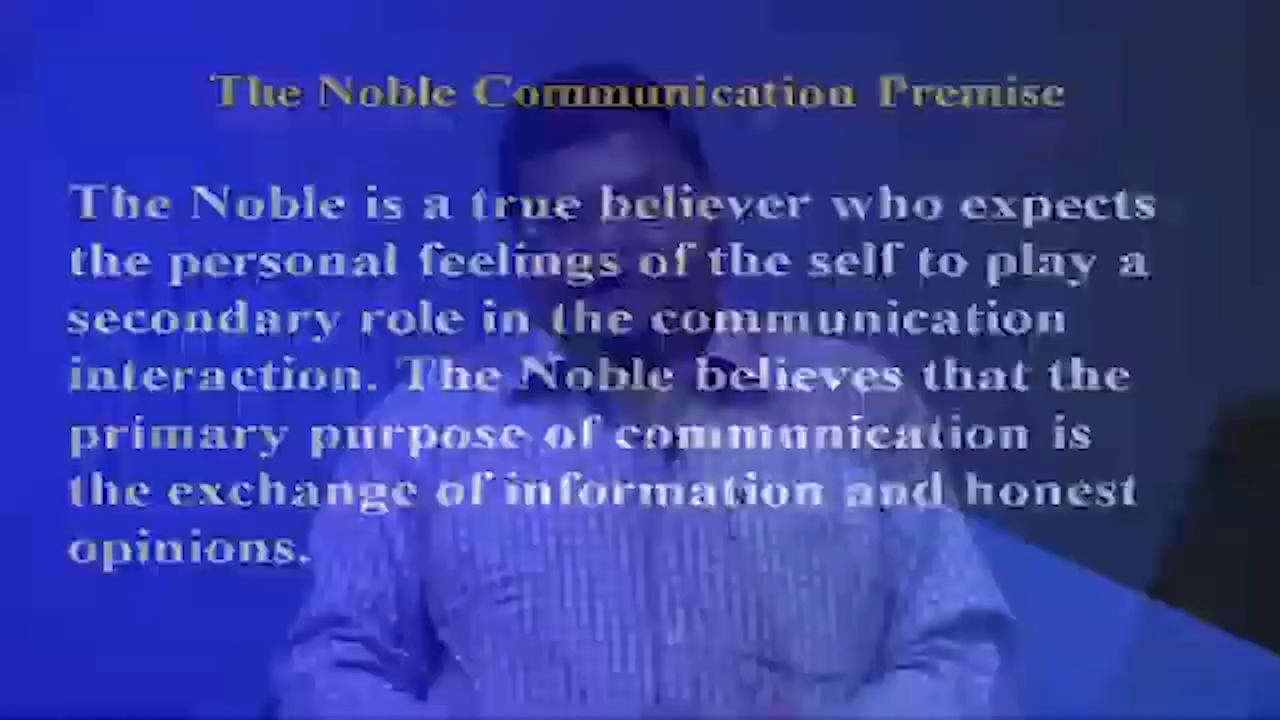 The Noble Communication Premise
The Noble is a true believer who expects
the personal feelings of the self to play a
secondary role in the communication
interaction. The Noble believes that the
primary purpose of communication is
the exchange of information and honest
opinions.